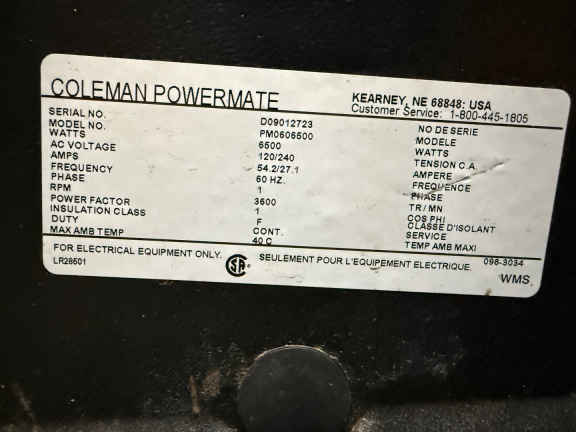 COLEMAN POWERMATE
KEARNEY, NE 68848; USA
Customer Service: 1-800-445-1805
SERIAL NO. D09012723 NO DE SERIE
MODEL NO. PM0606500 MODELE
WATTS 6500 WATTS
AC VOLTAGE 120/240 TENSION C.A.
AMPS 54.2/27.1 AMPERE
FREQUENCY 60 HZ. FREQUENCE
PHASE 1 PHASE
RPM 3600 TR/MN
POWER FACTOR 1 COS PHI
INSULATION CLASS F CLASSE D'ISOLANT
DUTY CONT. SERVICE
MAX AMB TEMP 40 C TEMP AMB MAXI
FOR ELECTRICAL EQUIPMENT ONLY. SEULEMENT POUR L'EQUIPEMENT ELECTRIQUE. 098-3034
LR28501 WMS